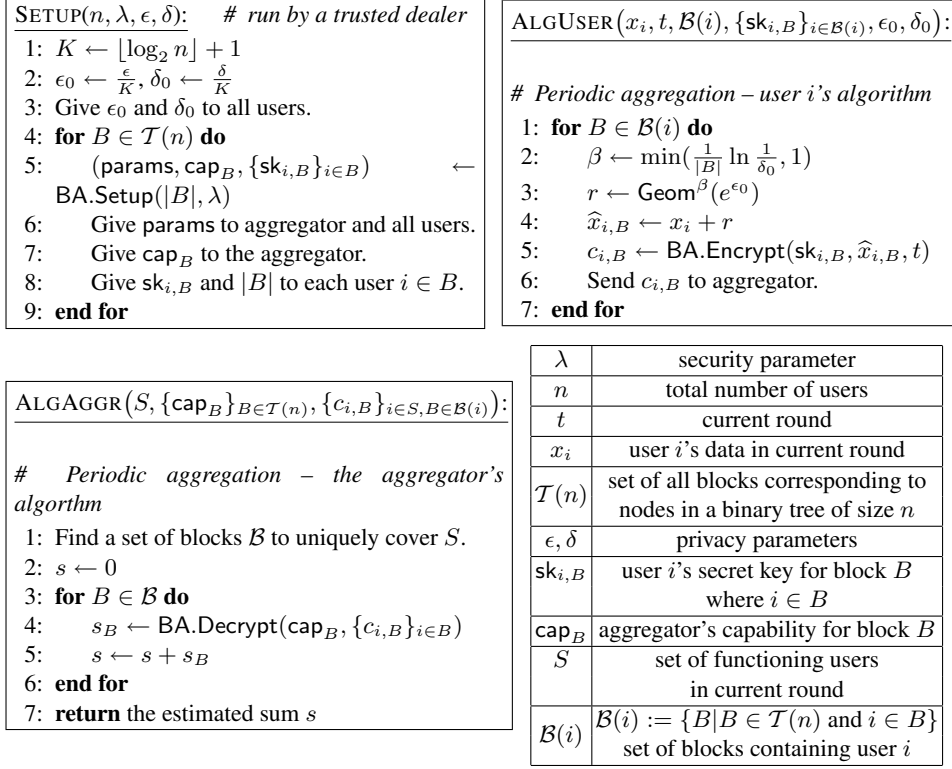 SETUP(n, λ, ϵ, δ): # run by a trusted dealer
1: K ← ⌊log₂ n⌋ + 1
2: ϵ₀ ← ϵ/K, δ₀ ← δ/K
3: Give ϵ₀ and δ₀ to all users.
4: for B ∈ 𝒯(n) do
5: (params, cap_B, {sk_{i,B}}_{i∈B}) ←
BA.Setup(|B|, λ)
6: Give params to aggregator and all users.
7: Give cap_B to the aggregator.
8: Give sk_{i,B} and |B| to each user i ∈ B.
9: end for
ALGUSER(x_i, t, ℬ(i), {sk_{i,B}}_{i∈ℬ(i)}, ϵ₀, δ₀):
# Periodic aggregation – user i's algorithm
1: for B ∈ ℬ(i) do
2: β ← min(1/|B| ln 1/δ₀, 1)
3: r ← Geom^β(e^{ϵ₀})
4: x̂_{i,B} ← x_i + r
5: c_{i,B} ← BA.Encrypt(sk_{i,B}, x̂_{i,B}, t)
6: Send c_{i,B} to aggregator.
7: end for
ALGAGGR(S, {cap_B}_{B∈𝒯(n)}, {c_{i,B}}_{i∈S,B∈ℬ(i)}):
# Periodic aggregation – the aggregator's
algorthm
1: Find a set of blocks ℬ to uniquely cover S.
2: s ← 0
3: for B ∈ ℬ do
4: s_B ← BA.Decrypt(cap_B, {c_{i,B}}_{i∈B})
5: s ← s + s_B
6: end for
7: return the estimated sum s
λ security parameter
n total number of users
t current round
x_i user i's data in current round
𝒯(n) set of all blocks corresponding to
nodes in a binary tree of size n
ϵ, δ privacy parameters
sk_{i,B} user i's secret key for block B
where i ∈ B
cap_B aggregator's capability for block B
S set of functioning users
in current round
ℬ(i) ℬ(i) := {B|B ∈ 𝒯(n) and i ∈ B}
set of blocks containing user i